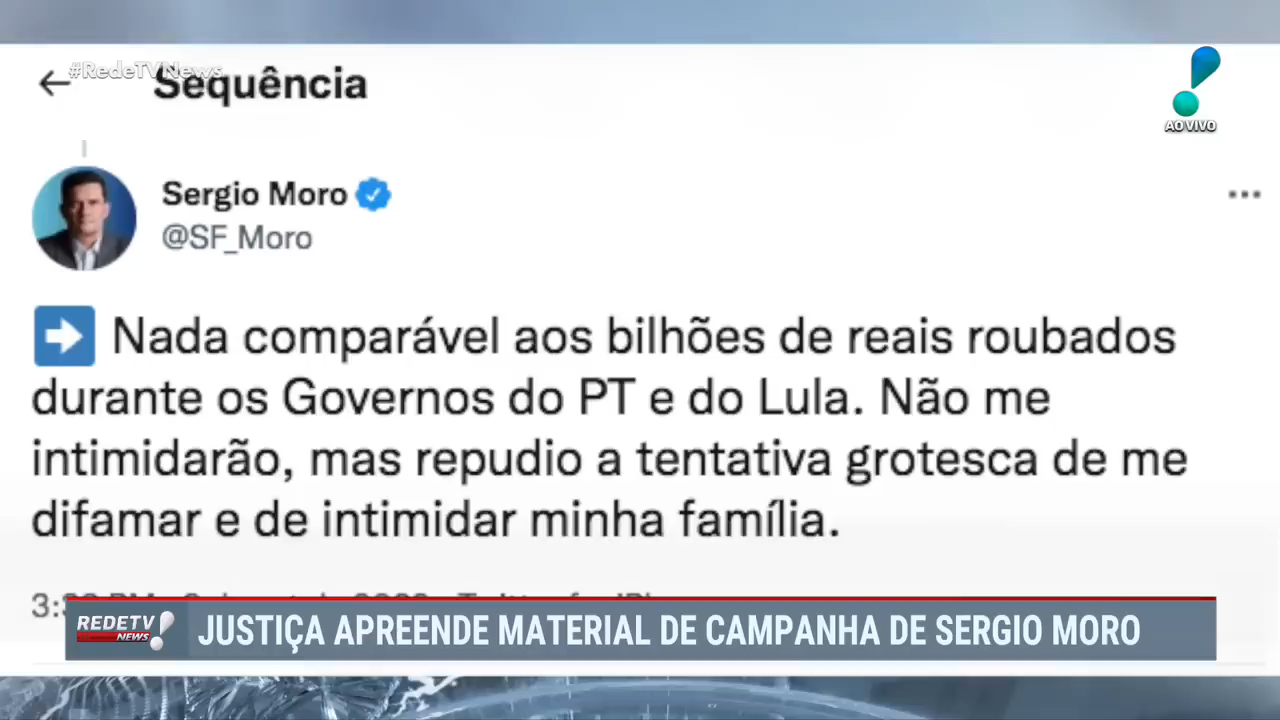 #RedeTVNews
Sequência
AO VIVO
Sergio Moro
@SF_Moro
Nada comparável aos bilhões de reais roubados
durante os Governos do PT e do Lula. Não me
intimidarão, mas repudio a tentativa grotesca de me
difamar e de intimidar minha família.
REDETV
NEWS
JUSTIÇA APREENDE MATERIAL DE CAMPANHA DE SERGIO MORO